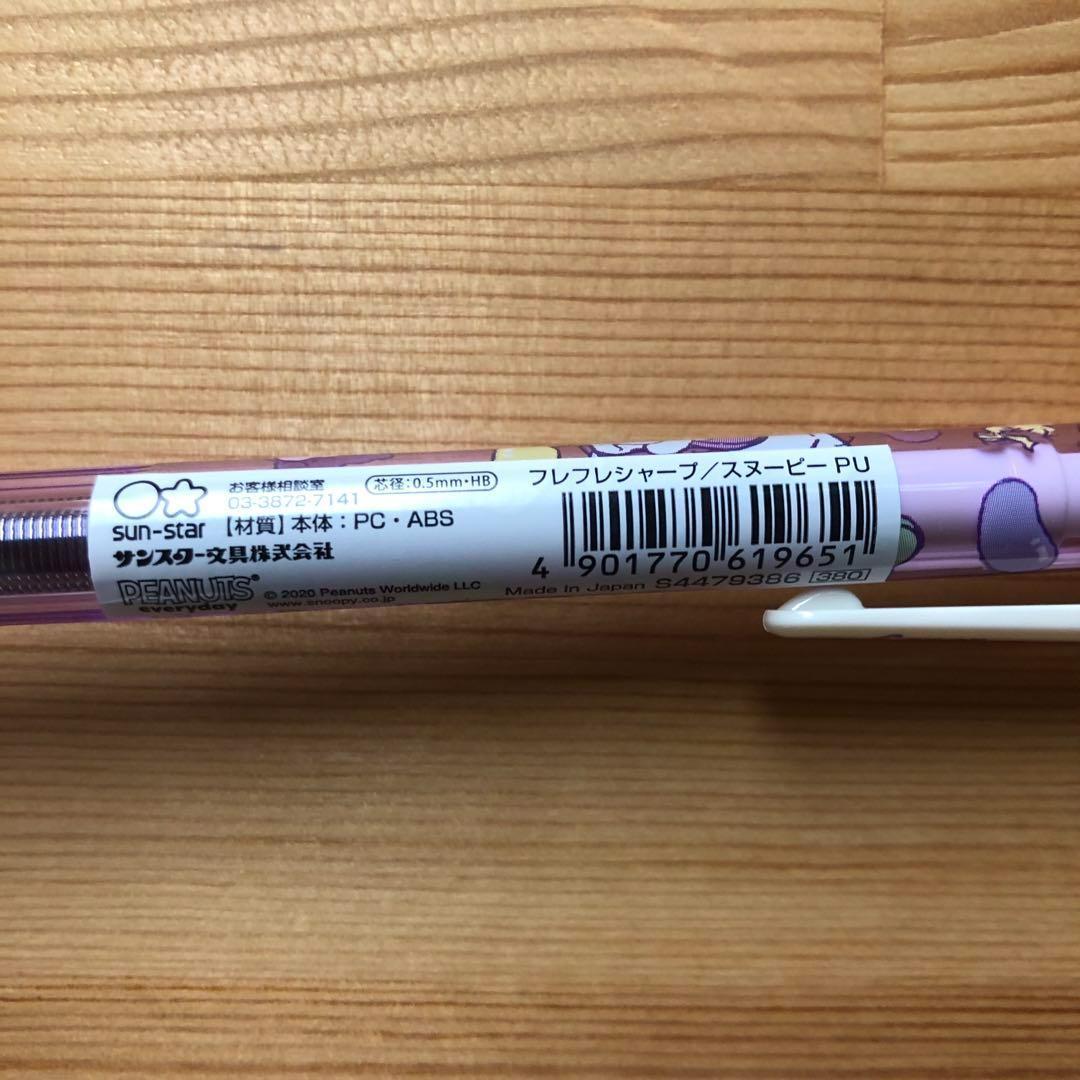 sun-star
お客様相談室
03-3872-7141
芯径:0.5mm・HB
【材質】本体：PC・ABS
サンスター文具株式会社
PEANUTS®
everyday
© 2020 Peanuts Worldwide LLC
www.snoopy.co.jp
フレフレシャープ／スヌーピー PU
4 901770 619651
Made In Japan S4479386 [380]